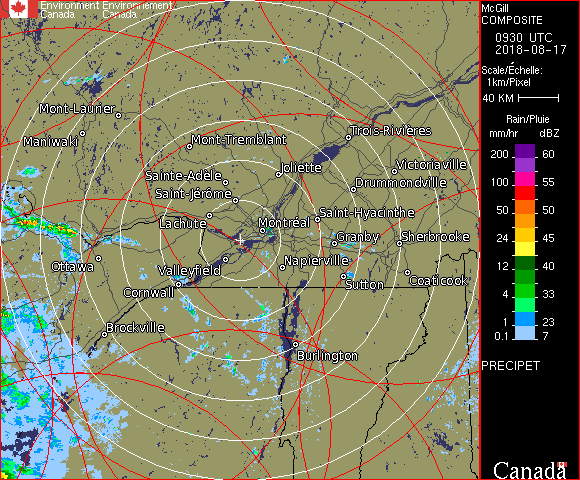 Environment Environnement
Canada Canada
McGill
COMPOSITE
0930 UTC
2018-08-17
Scale/Échelle:
1km/Pixel
40 KM
Rain/Pluie
mm/hr dBZ
200 60
100 55
50 50
24 45
12 40
4 33
1 23
0.1 7
PRECIPET
Canada
Mont-Laurier
Maniwaki
Mont-Tremblant
Trois-Rivières
Joliette
Victoriaville
Sainte-Adèle
Drummondville
Saint-Jérôme
Lachute
Saint-Hyacinthe
Montréal
Granby
Sherbrooke
Ottawa
Valleyfield
Napierville
Cornwall
Sutton
Coaticook
Brockville
Burlington